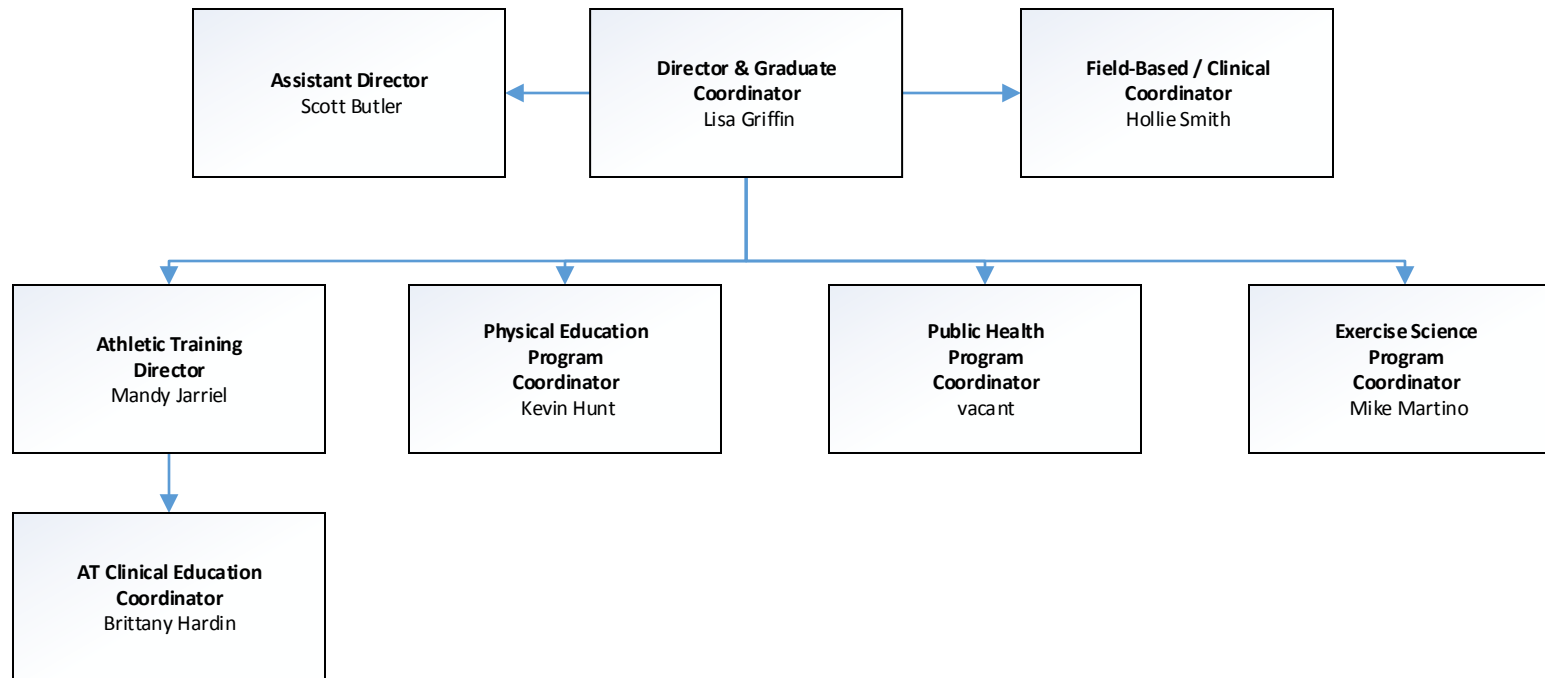 Assistant Director
Scott Butler
Director & Graduate
Coordinator
Lisa Griffin
Field-Based / Clinical
Coordinator
Hollie Smith
Athletic Training
Director
Mandy Jarriel
Physical Education
Program
Coordinator
Kevin Hunt
Public Health
Program
Coordinator
vacant
Exercise Science
Program
Coordinator
Mike Martino
AT Clinical Education
Coordinator
Brittany Hardin